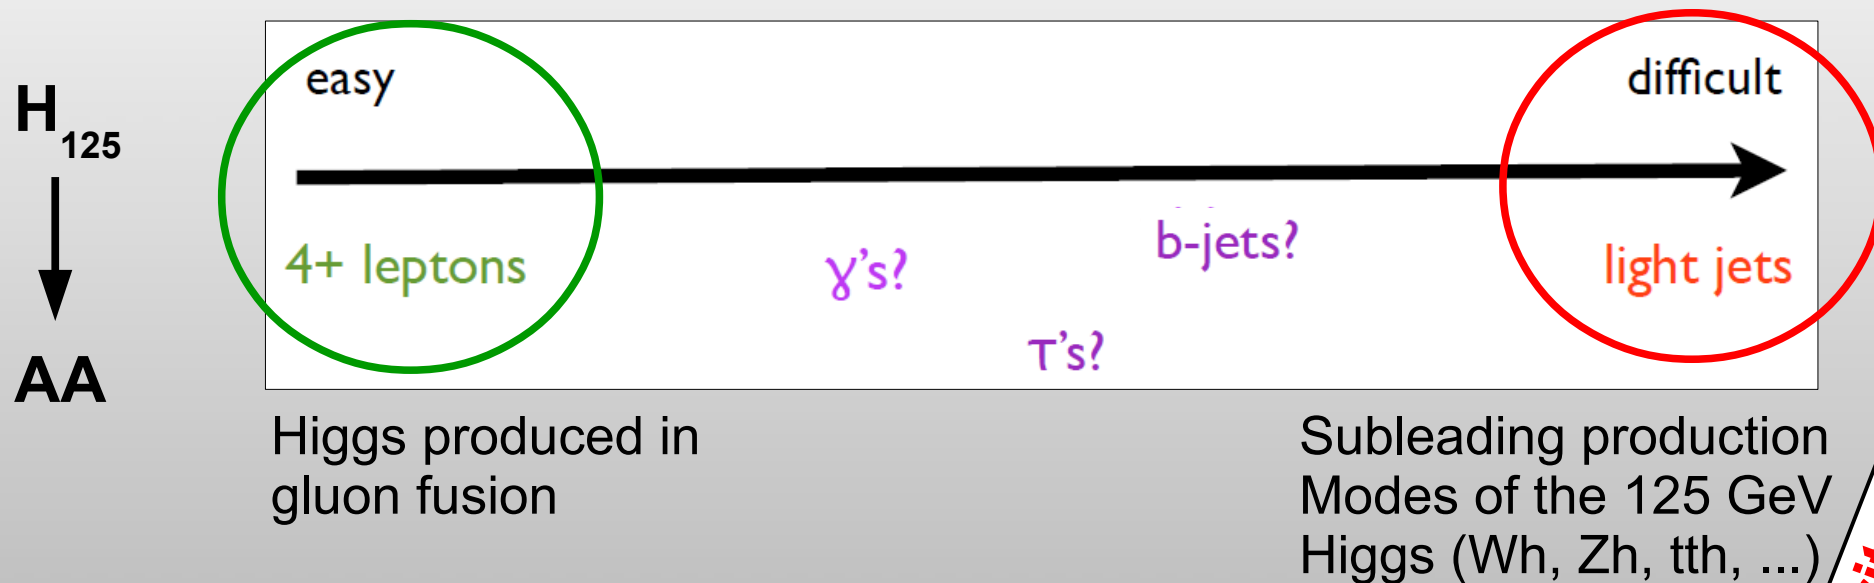 H125
AA
easy
difficult
4+ leptons
γ's?
b-jets?
light jets
τ's?
Higgs produced in
gluon fusion
Subleading production
Modes of the 125 GeV
Higgs (Wh, Zh, tth, ...)